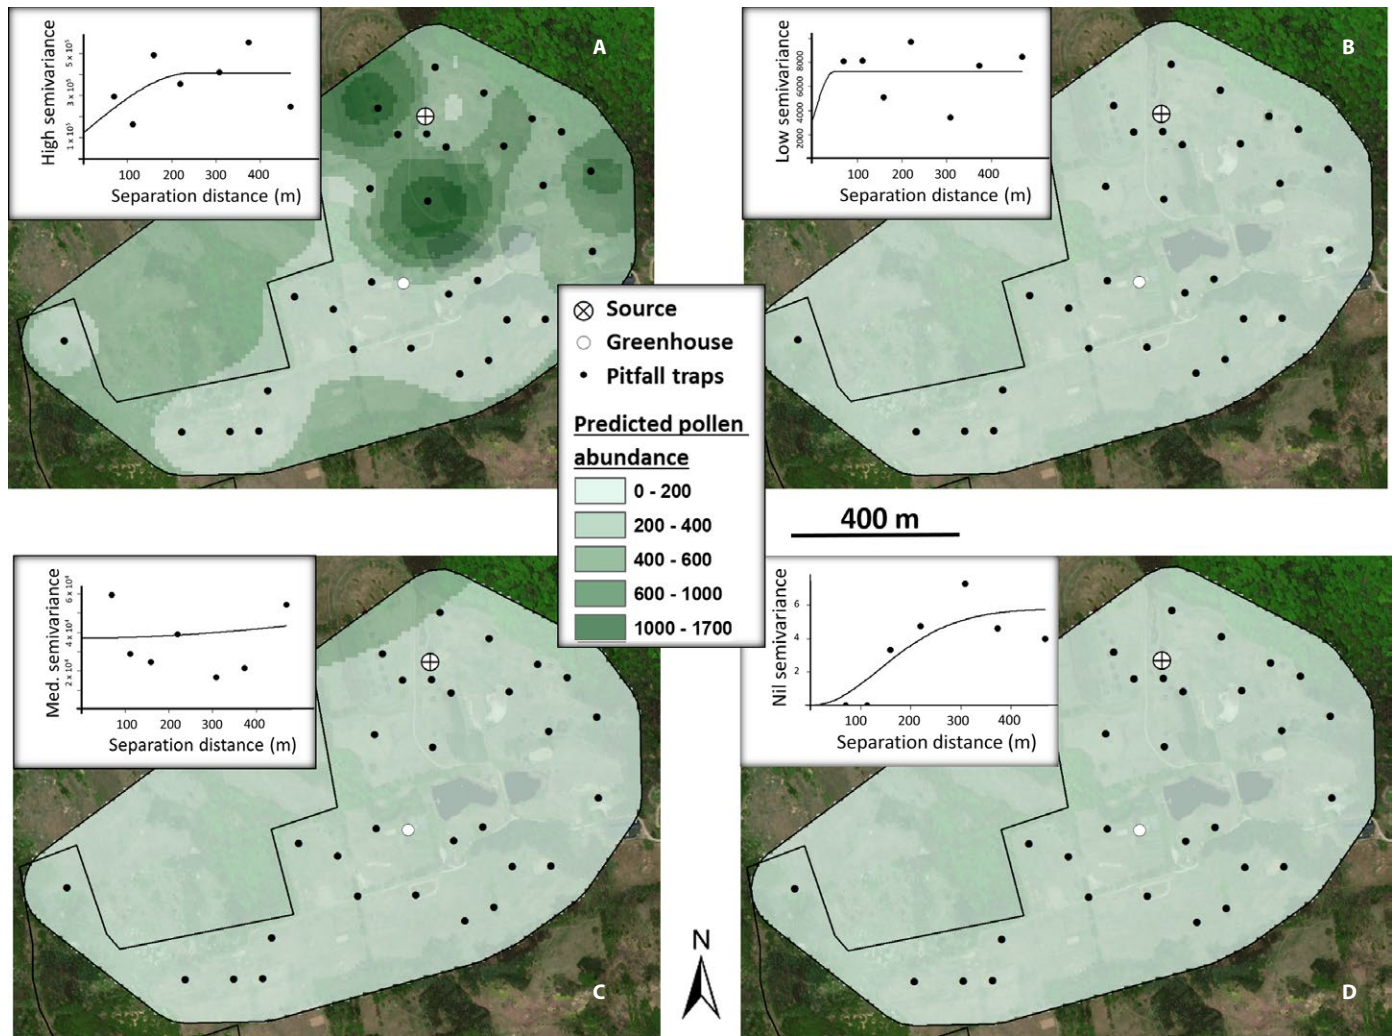 High semivariance
5 x 10⁵
3 x 10⁵
1 x 10⁵
100 200 300 400
Separation distance (m)
A
Low semivariance
8000
6000
4000
2000
100 200 300 400
Separation distance (m)
B
Source
Greenhouse
Pitfall traps
Predicted pollen
abundance
0 - 200
200 - 400
400 - 600
600 - 1000
1000 - 1700
400 m
Med. semivariance
6 x 10⁴
4 x 10⁴
2 x 10⁴
100 200 300 400
Separation distance (m)
C
N
Nil semivariance
6
4
2
100 200 300 400
Separation distance (m)
D